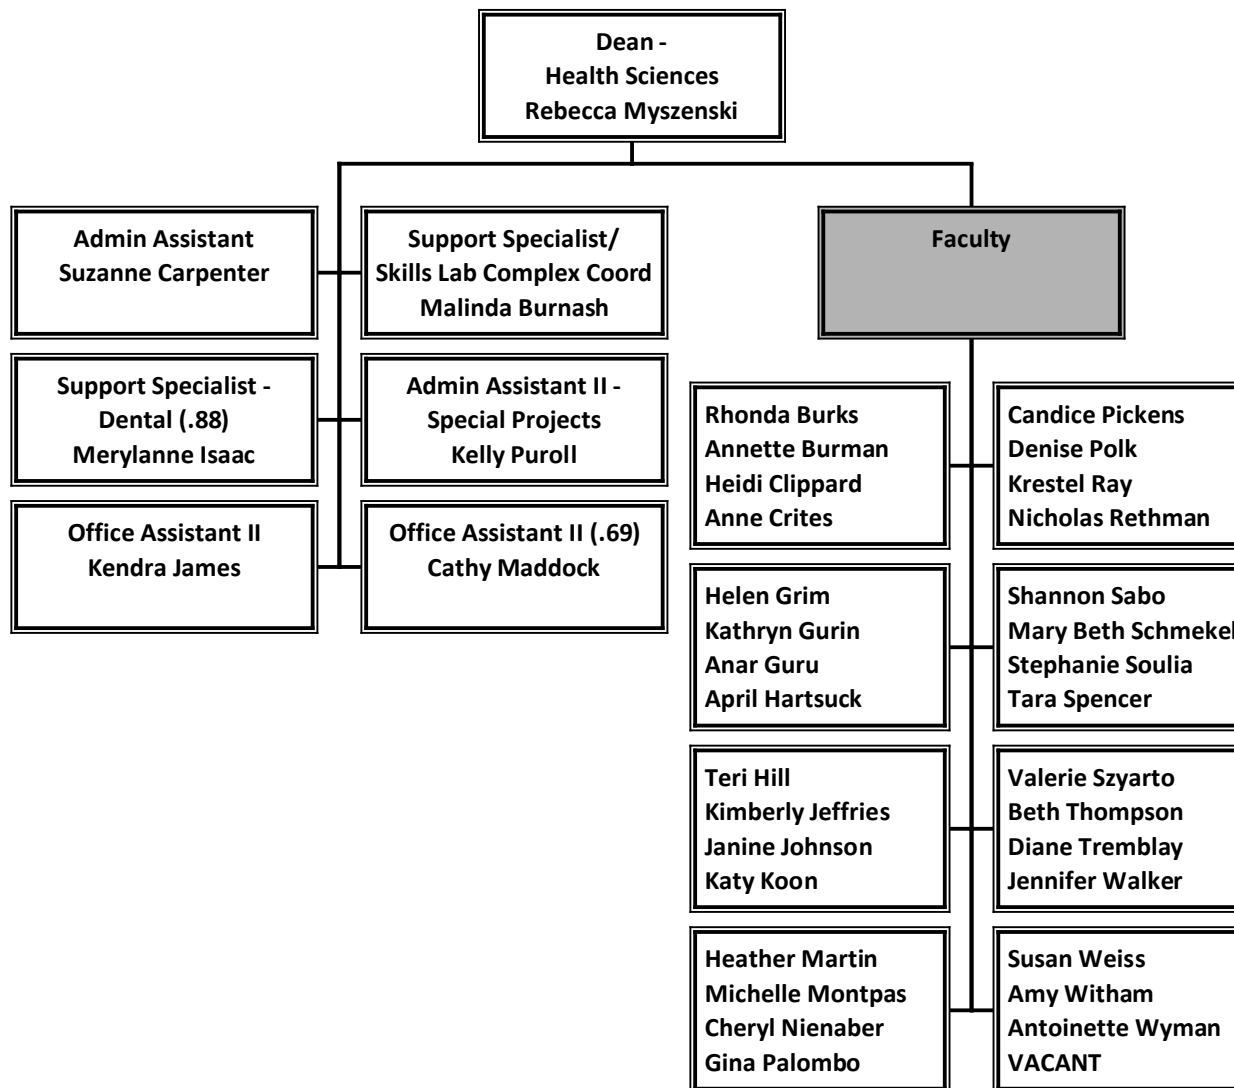 Dean -
Health Sciences
Rebecca Myszenski
Admin Assistant
Suzanne Carpenter
Support Specialist/
Skills Lab Complex Coord
Malinda Burnash
Faculty
Support Specialist -
Dental (.88)
Merylanne Isaac
Admin Assistant II -
Special Projects
Kelly Puroll
Office Assistant II
Kendra James
Office Assistant II (.69)
Cathy Maddock
Rhonda Burks
Annette Burman
Heidi Clippard
Anne Crites
Candice Pickens
Denise Polk
Krestel Ray
Nicholas Rethman
Helen Grim
Kathryn Gurin
Anar Guru
April Hartsuck
Shannon Sabo
Mary Beth Schmekel
Stephanie Soulia
Tara Spencer
Teri Hill
Kimberly Jeffries
Janine Johnson
Katy Koon
Valerie Szyarto
Beth Thompson
Diane Tremblay
Jennifer Walker
Heather Martin
Michelle Montpas
Cheryl Nienaber
Gina Palombo
Susan Weiss
Amy Witham
Antoinette Wyman
VACANT